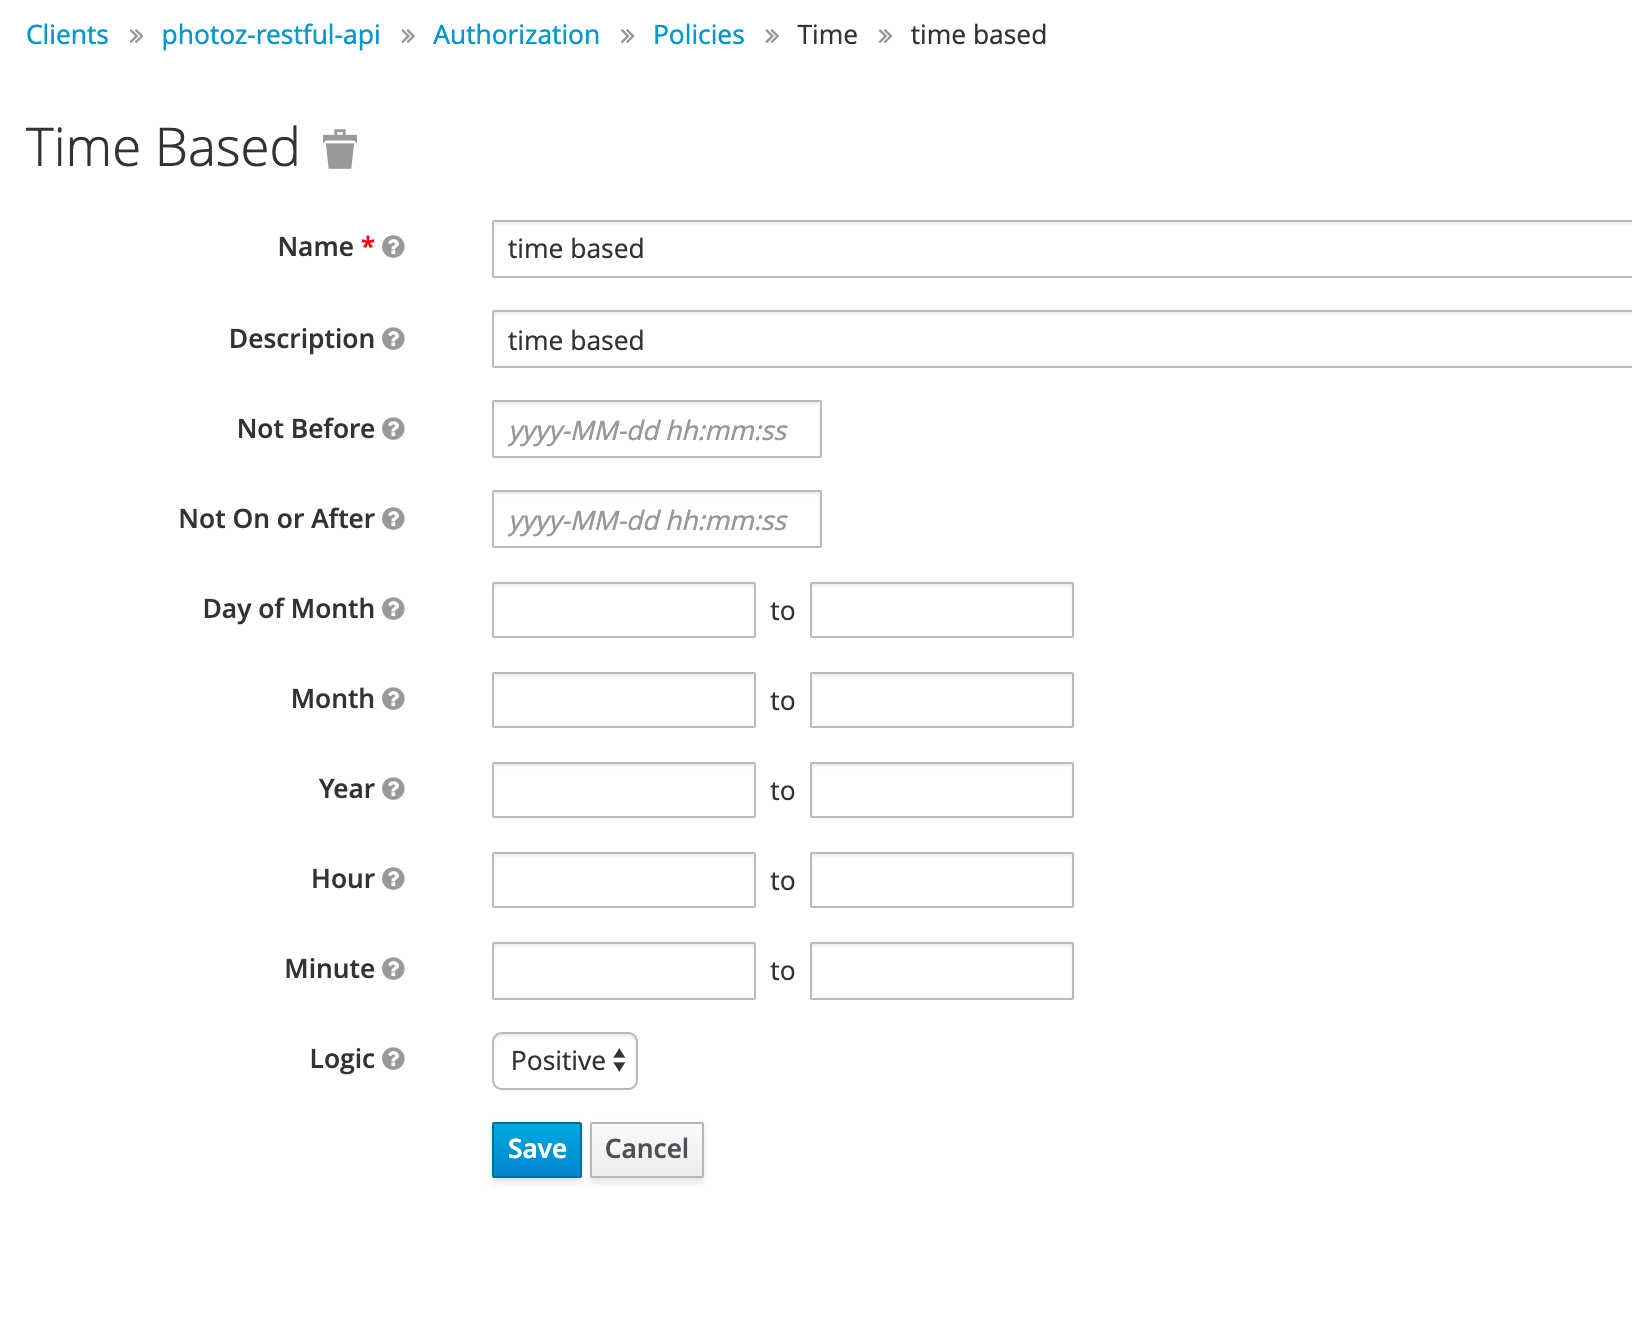 Clients » photoz-restful-api » Authorization » Policies » Time » time based
Time Based
Name * time based
Description time based
Not Before yyyy-MM-dd hh:mm:ss
Not On or After yyyy-MM-dd hh:mm:ss
Day of Month to
Month to
Year to
Hour to
Minute to
Logic Positive
Save Cancel